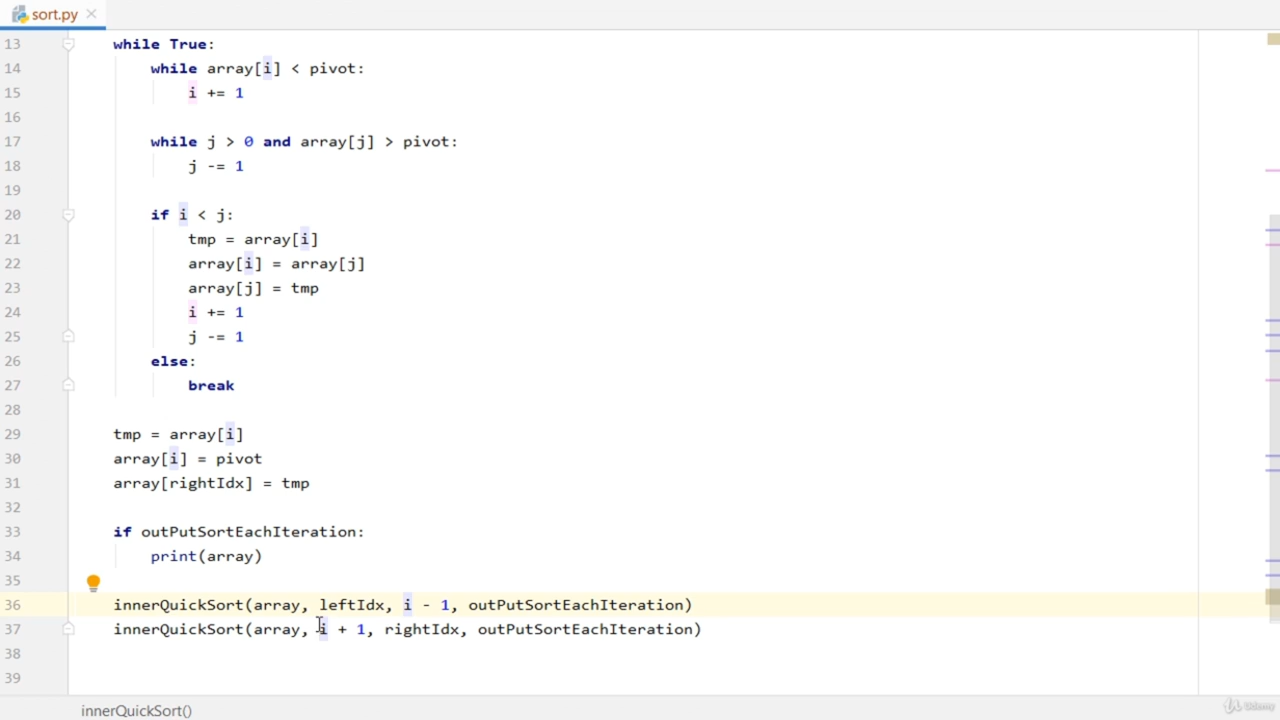 sort.py
13 while True:
14 while array[i] < pivot:
15 i += 1
16
17 while j > 0 and array[j] > pivot:
18 j -= 1
19
20 if i < j:
21 tmp = array[i]
22 array[i] = array[j]
23 array[j] = tmp
24 i += 1
25 j -= 1
26 else:
27 break
28
29 tmp = array[i]
30 array[i] = pivot
31 array[rightIdx] = tmp
32
33 if outPutSortEachIteration:
34 print(array)
35
36 innerQuickSort(array, leftIdx, i - 1, outPutSortEachIteration)
37 innerQuickSort(array, i + 1, rightIdx, outPutSortEachIteration)
38
39
innerQuickSort()
Udemy